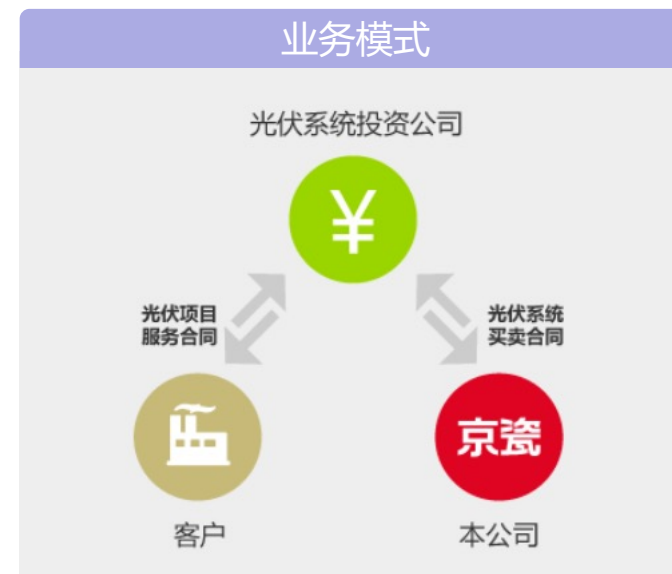 业务模式
光伏系统投资公司
¥
光伏项目
服务合同
光伏系统
买卖合同
京瓷
客户
本公司